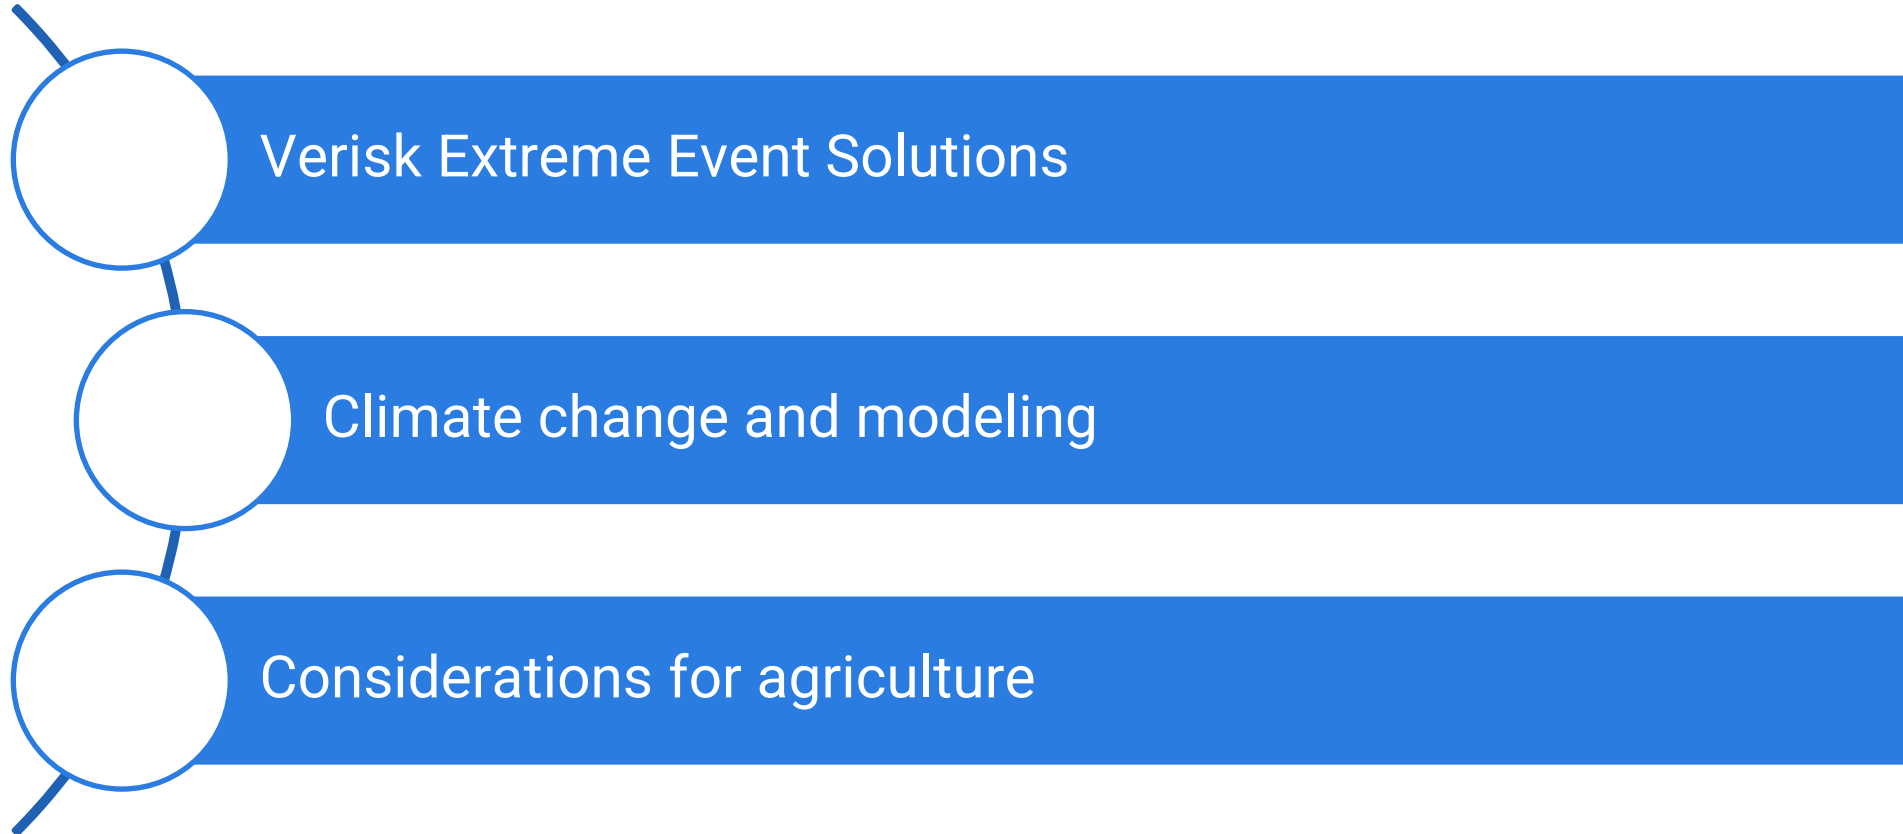 Verisk Extreme Event Solutions
Climate change and modeling
Considerations for agriculture